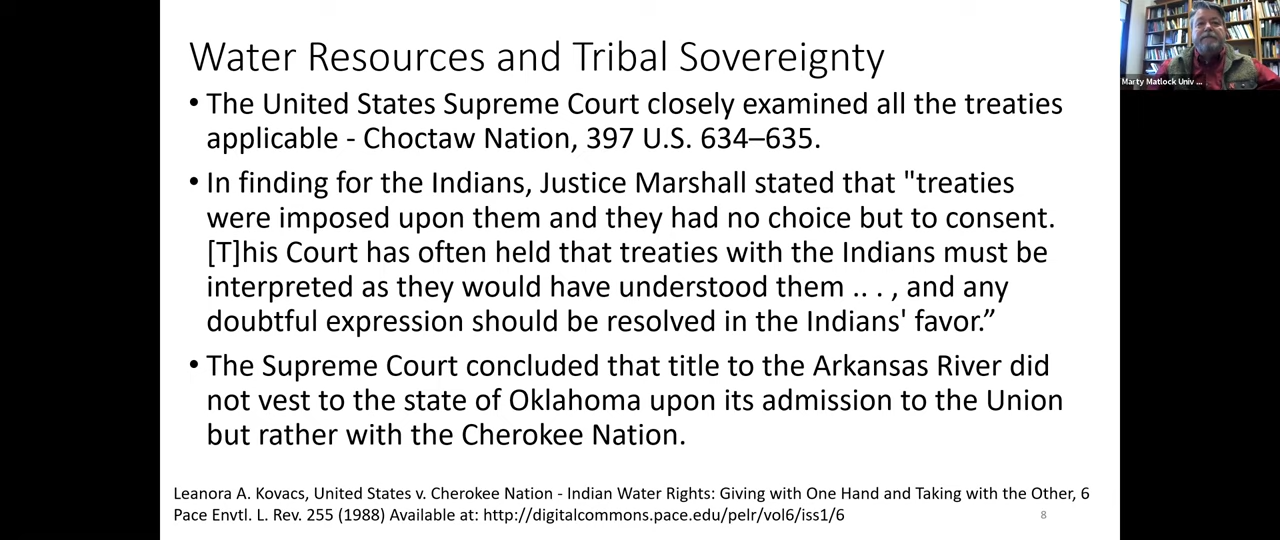 Water Resources and Tribal Sovereignty
• The United States Supreme Court closely examined all the treaties
applicable - Choctaw Nation, 397 U.S. 634–635.
• In finding for the Indians, Justice Marshall stated that "treaties
were imposed upon them and they had no choice but to consent.
[T]his Court has often held that treaties with the Indians must be
interpreted as they would have understood them .. . , and any
doubtful expression should be resolved in the Indians' favor.”
• The Supreme Court concluded that title to the Arkansas River did
not vest to the state of Oklahoma upon its admission to the Union
but rather with the Cherokee Nation.
Leanora A. Kovacs, United States v. Cherokee Nation - Indian Water Rights: Giving with One Hand and Taking with the Other, 6
Pace Envtl. L. Rev. 255 (1988) Available at: http://digitalcommons.pace.edu/pelr/vol6/iss1/6
8
Marty Matlock Univ ...